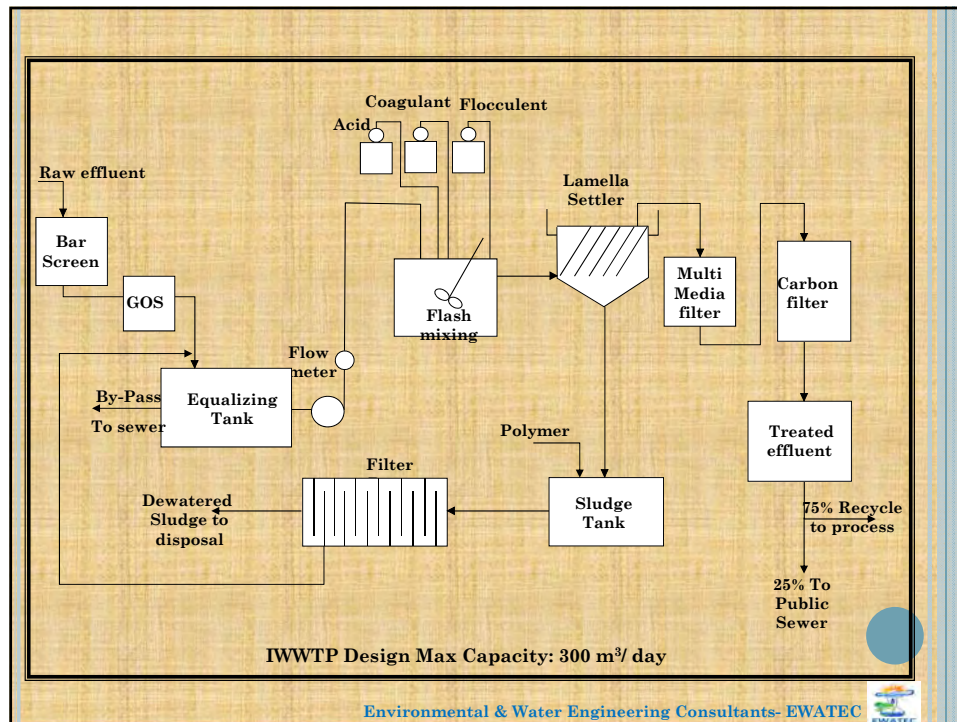 Coagulant
Flocculent
Acid
Raw effluent
Bar
Screen
GOS
Lamella
Settler
Multi
Media
filter
Carbon
filter
Flash
mixing
Flow
meter
By-Pass
To sewer
Equalizing
Tank
Polymer
Treated
effluent
Filter
Dewatered
Sludge to
disposal
Sludge
Tank
75% Recycle
to process
25% To
Public
Sewer
IWWTP Design Max Capacity: 300 m³/ day
Environmental & Water Engineering Consultants- EWATEC
EWATEC